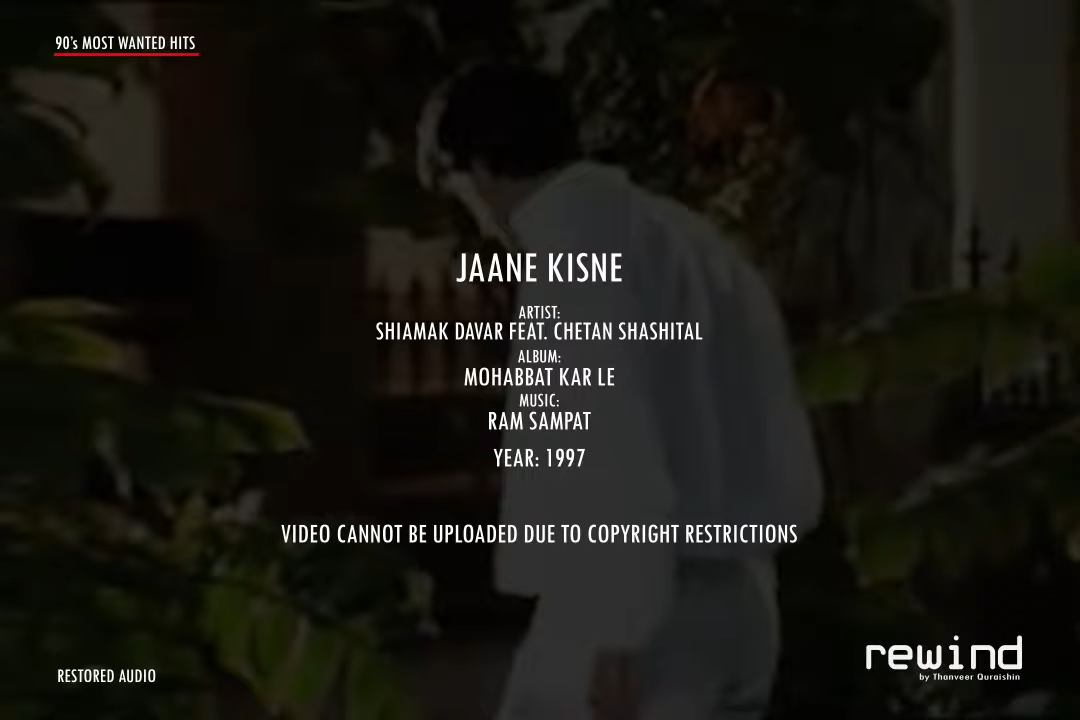 90's MOST WANTED HITS
JAANE KISNE
ARTIST:
SHIAMAK DAVAR FEAT. CHETAN SHASHITAL
ALBUM:
MOHABBAT KAR LE
MUSIC:
RAM SAMPAT
YEAR: 1997
VIDEO CANNOT BE UPLOADED DUE TO COPYRIGHT RESTRICTIONS
RESTORED AUDIO
rewind
by Thanveer Quraishin